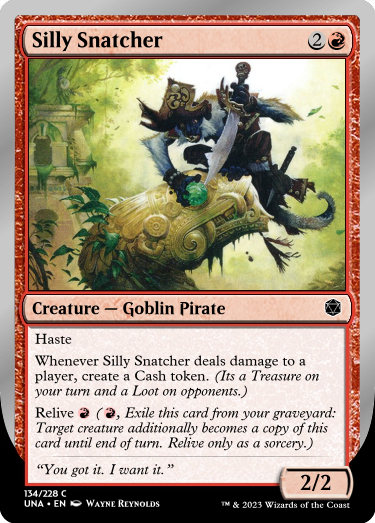 Silly Snatcher 2
Creature — Goblin Pirate
Haste
Whenever Silly Snatcher deals damage to a
player, create a Cash token. (Its a Treasure on
your turn and a Loot on opponents.)
Relive (, Exile this card from your graveyard:
Target creature additionally becomes a copy of this
card until end of turn. Relive only as a sorcery.)
"You got it. I want it."
2/2
134/228 C
UNA • EN Wayne Reynolds
™ & © 2023 Wizards of the Coast